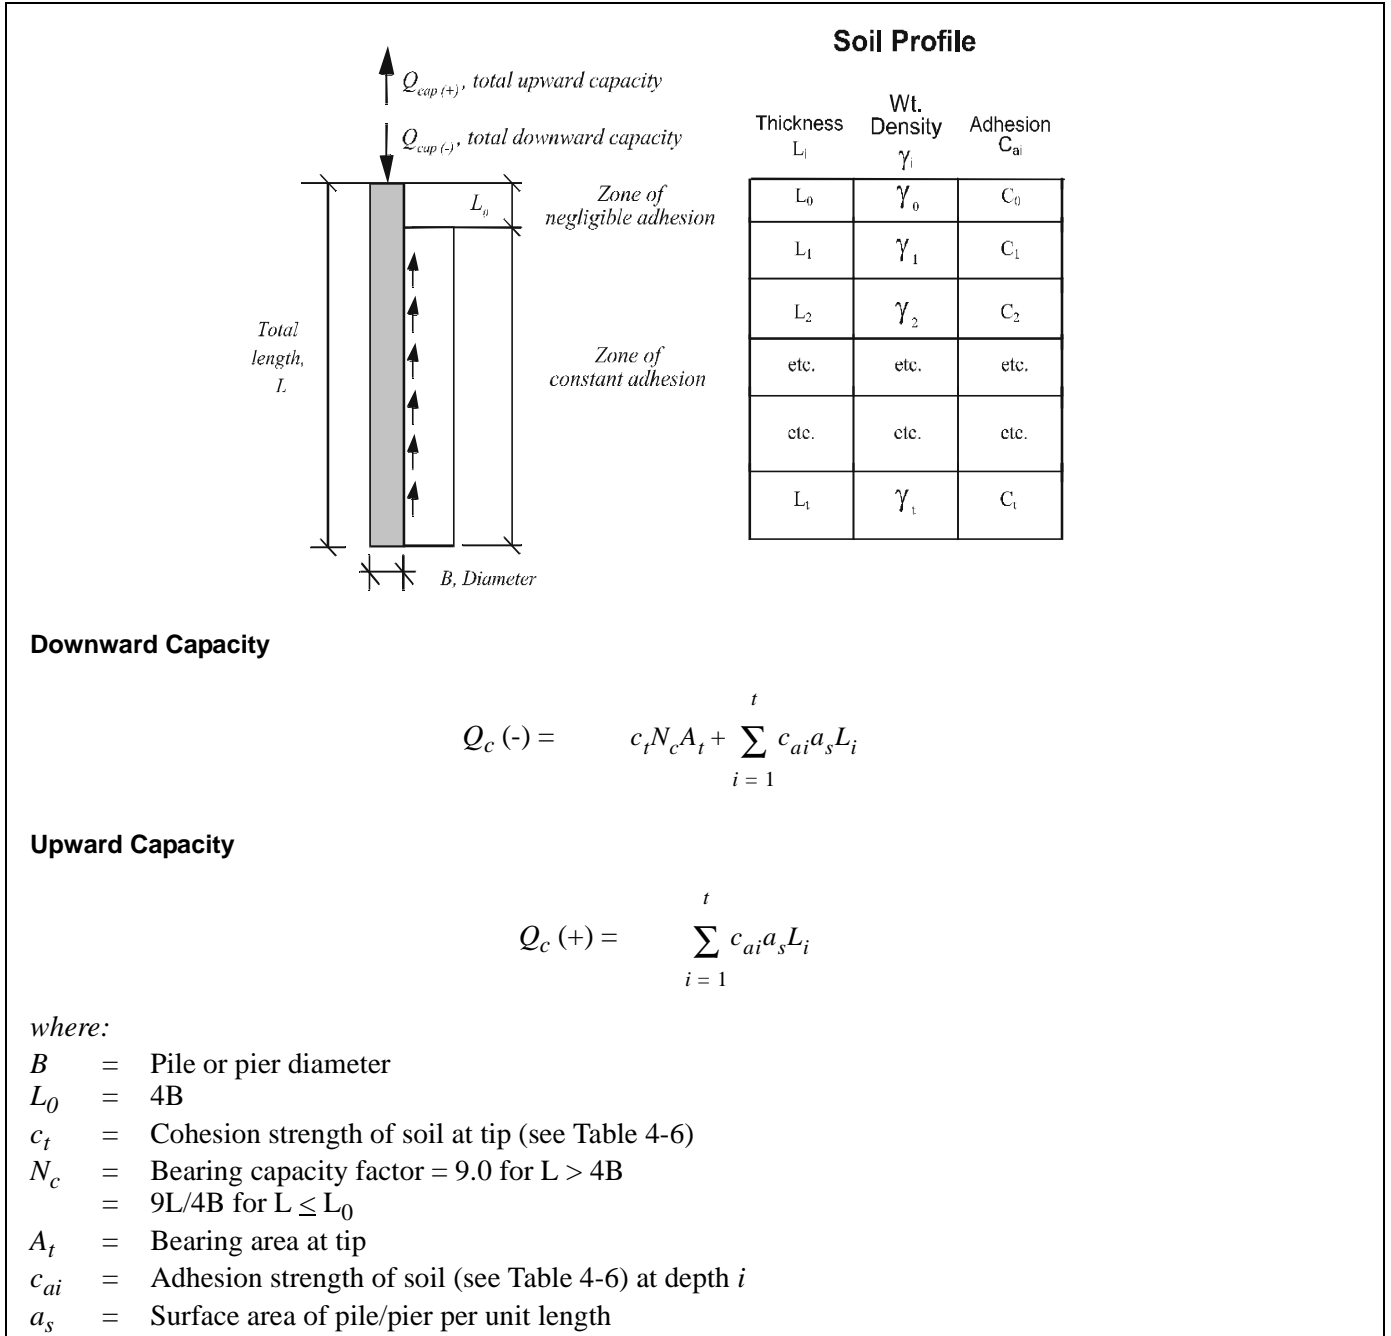 Soil Profile
Q_cap (+), total upward capacity
Q_cap (-), total downward capacity
Thickness L_i
Wt. Density γ_i
Adhesion C_ai
L_0
Zone of
negligible adhesion
Total
length,
L
Zone of
constant adhesion
B, Diameter
L_0 γ_0 C_0
L_1 γ_1 C_1
L_2 γ_2 C_2
etc. etc. etc.
etc. etc. etc.
L_t γ_t C_t
Downward Capacity
Q_c (-) = c_t N_c A_t + ∑_{i = 1}^{t} c_ai a_s L_i
Upward Capacity
Q_c (+) = ∑_{i = 1}^{t} c_ai a_s L_i
where:
B = Pile or pier diameter
L_0 = 4B
c_t = Cohesion strength of soil at tip (see Table 4-6)
N_c = Bearing capacity factor = 9.0 for L > 4B
= 9L/4B for L ≤ L_0
A_t = Bearing area at tip
c_ai = Adhesion strength of soil (see Table 4-6) at depth i
a_s = Surface area of pile/pier per unit length